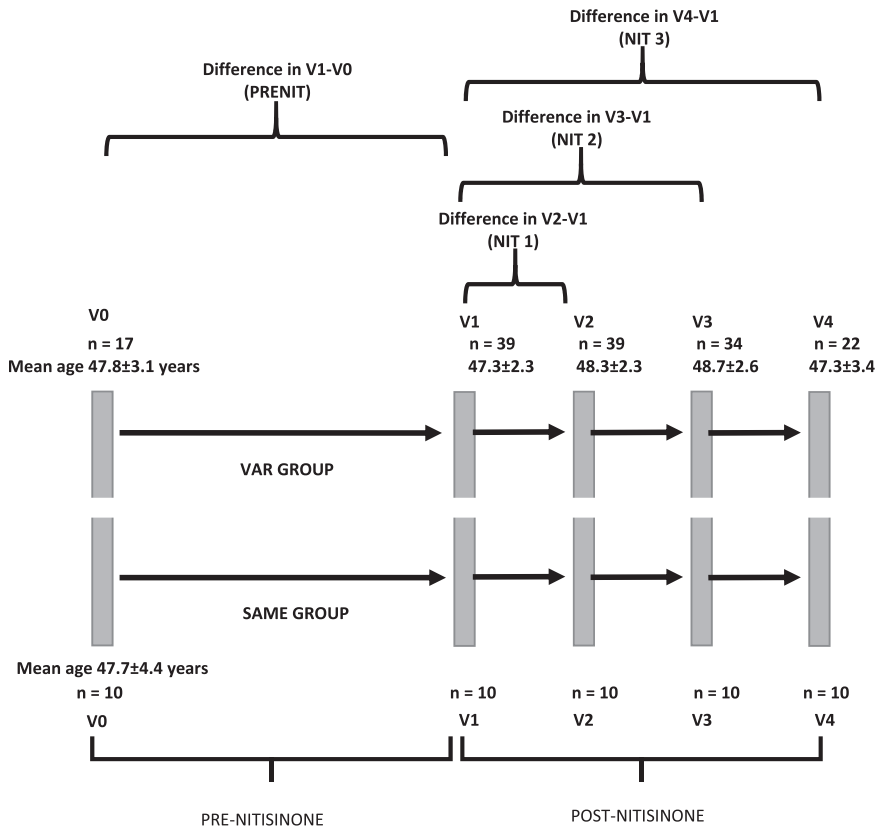 Difference in V4-V1
(NIT 3)
Difference in V1-V0
(PRENIT)
Difference in V3-V1
(NIT 2)
Difference in V2-V1
(NIT 1)
V0
n = 17
Mean age 47.8±3.1 years
V1
n = 39
47.3±2.3
V2
n = 39
48.3±2.3
V3
n = 34
48.7±2.6
V4
n = 22
47.3±3.4
VAR GROUP
SAME GROUP
Mean age 47.7±4.4 years
n = 10
V0
n = 10
V1
n = 10
V2
n = 10
V3
n = 10
V4
PRE-NITISINONE
POST-NITISINONE